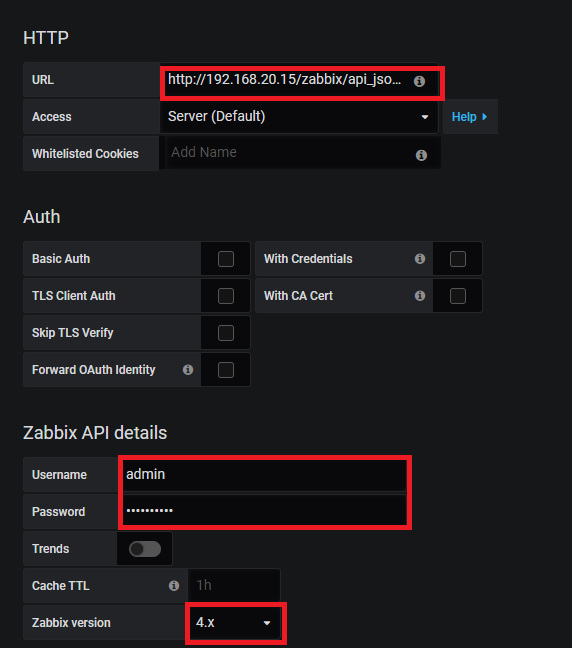 HTTP
URL http://192.168.20.15/zabbix/api_jso...
Access Server (Default) Help
Whitelisted Cookies Add Name
Auth
Basic Auth With Credentials
TLS Client Auth With CA Cert
Skip TLS Verify
Forward OAuth Identity
Zabbix API details
Username admin
Password ••••••••••
Trends
Cache TTL 1h
Zabbix version 4.x